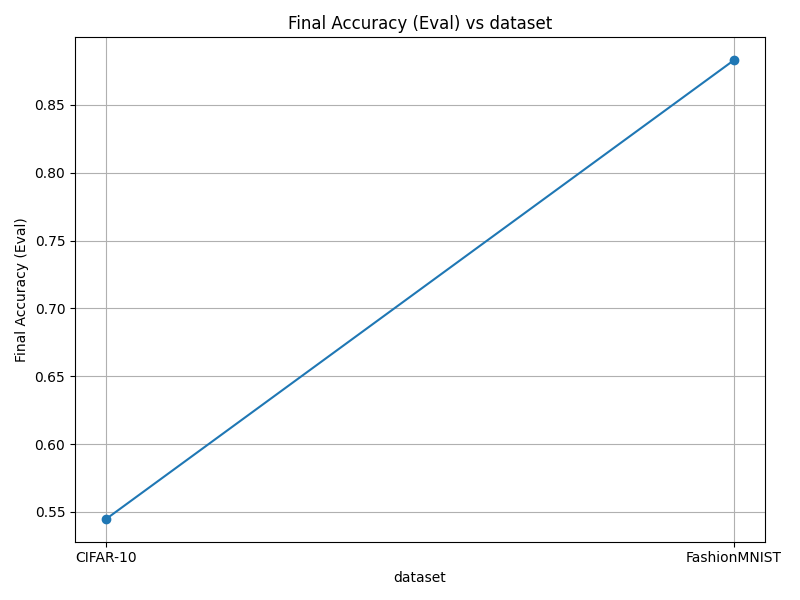 Final Accuracy (Eval) vs dataset
Final Accuracy (Eval)
0.85
0.80
0.75
0.70
0.65
0.60
0.55
CIFAR-10
FashionMNIST
dataset